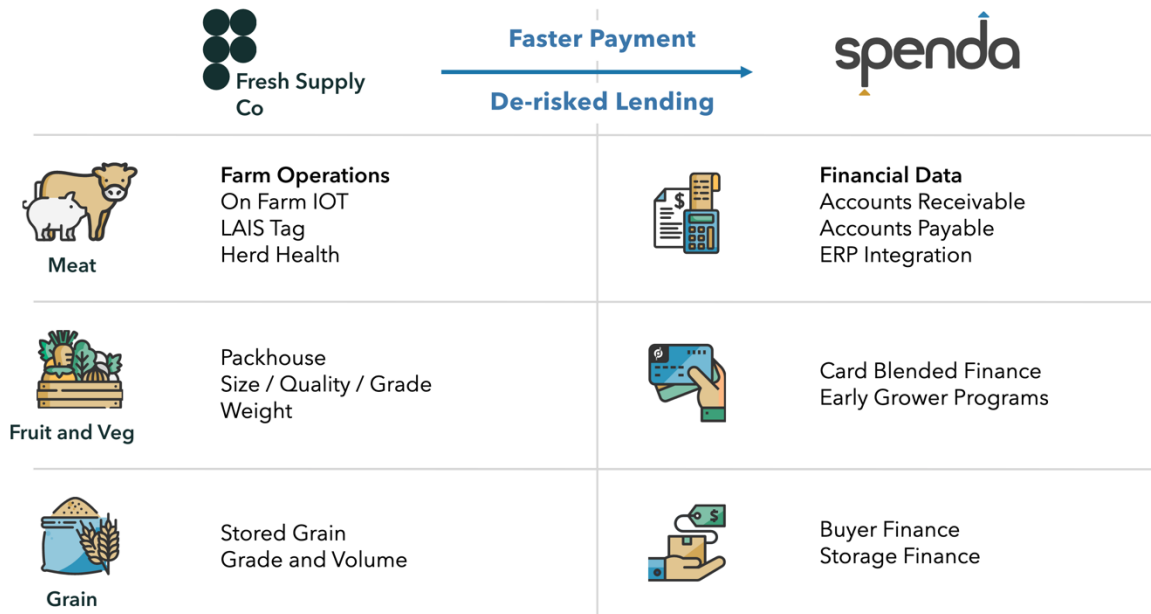 Fresh Supply
Co
Faster Payment
De-risked Lending
spenda
Meat
Farm Operations
On Farm IOT
LAIS Tag
Herd Health
$
Financial Data
Accounts Receivable
Accounts Payable
ERP Integration
Fruit and Veg
Packhouse
Size / Quality / Grade
Weight
Card Blended Finance
Early Grower Programs
Grain
Stored Grain
Grade and Volume
$
Buyer Finance
Storage Finance